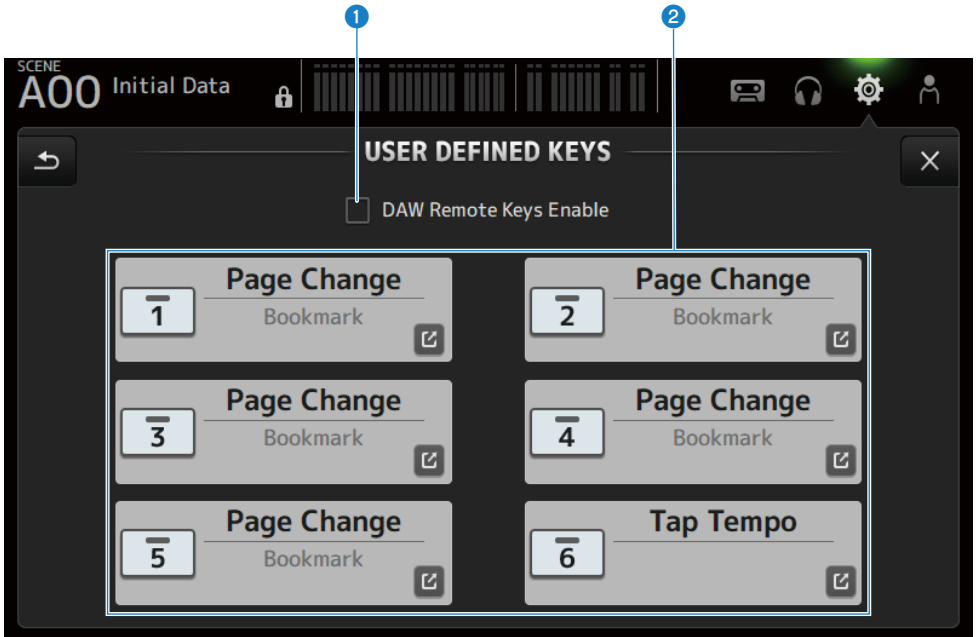 1 2
SCENE
A00 Initial Data
USER DEFINED KEYS
DAW Remote Keys Enable
1 Page Change
Bookmark
2 Page Change
Bookmark
3 Page Change
Bookmark
4 Page Change
Bookmark
5 Page Change
Bookmark
6 Tap Tempo